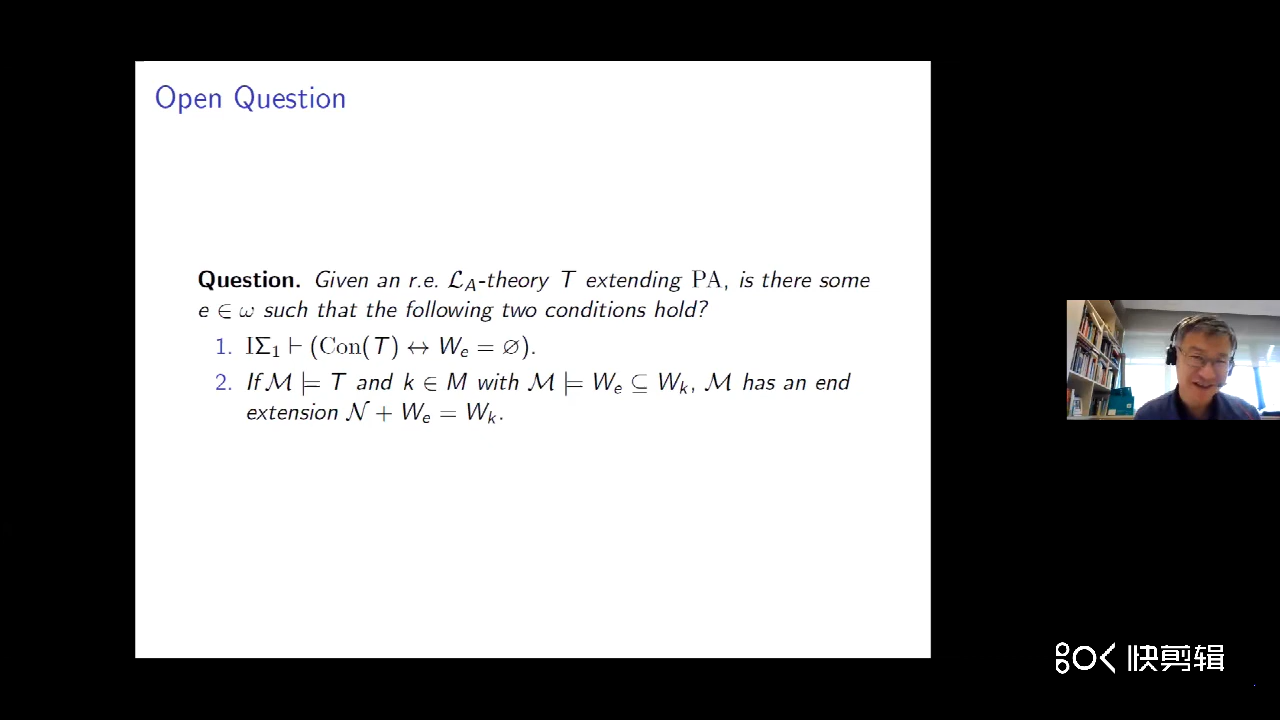 Open Question
Question. Given an r.e. ℒ_A-theory T extending PA, is there some
e ∈ ω such that the following two conditions hold?
1. IΣ₁ ⊢ (Con(T) ↔ W_e = ∅).
2. If ℳ ⊨ T and k ∈ M with ℳ ⊨ W_e ⊆ W_k, ℳ has an end
extension 𝒩 + W_e = W_k.
快剪辑